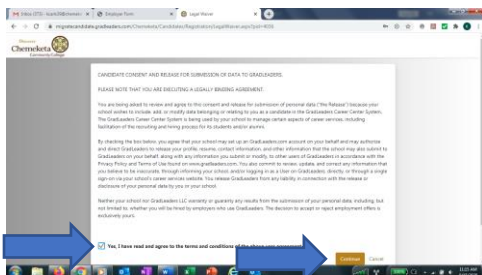 Employer Form
Legal Waiver
Chemeketa
Community College
CANDIDATE CONSENT AND RELEASE FOR SUBMISSION OF DATA TO GRADLEADERS.
PLEASE NOTE THAT YOU ARE EXECUTING A LEGALLY BINDING AGREEMENT.
You are being asked to review and agree to the consent and release for submission of personal data ("the Release") because your
school wishes to include, add, or modify data belonging or relating to you as a candidate in the GradLeaders Career Center System.
The GradLeaders Career Center System is being used by your school to manage certain aspects of career services, including
facilitation of the recruiting and hiring process for its students and/or alumni.
By checking the box below, you agree that your school may set up an GradLeaders.com account on your behalf and may authorize
and direct GradLeaders to release your profile, resume, contact information, and other information that the school may also submit to
GradLeaders on your behalf, along with any information you submit or modify, to other users of GradLeaders in accordance with the
Privacy Policy and Terms of Use found on www.gradleaders.com. You also commit to review, update, and correct any information that
you believe to be inaccurate, through informing your school, and/or logging in as a User on GradLeaders, directly, or through a single
sign-on via your school's career services website. You release GradLeaders from any liability in connection with the release or
disclosure of your personal data by you or your school.
Neither your school nor GradLeaders LLC warranty or guaranty any results from the submission of your personal data, including, but
not limited to, whether you will be hired by employers who use GradLeaders. The decision to accept or reject employment offers is
exclusively yours.
Yes, I have read and agree to the terms and conditions of the above user agreement.
Continue Cancel
11:23 AM